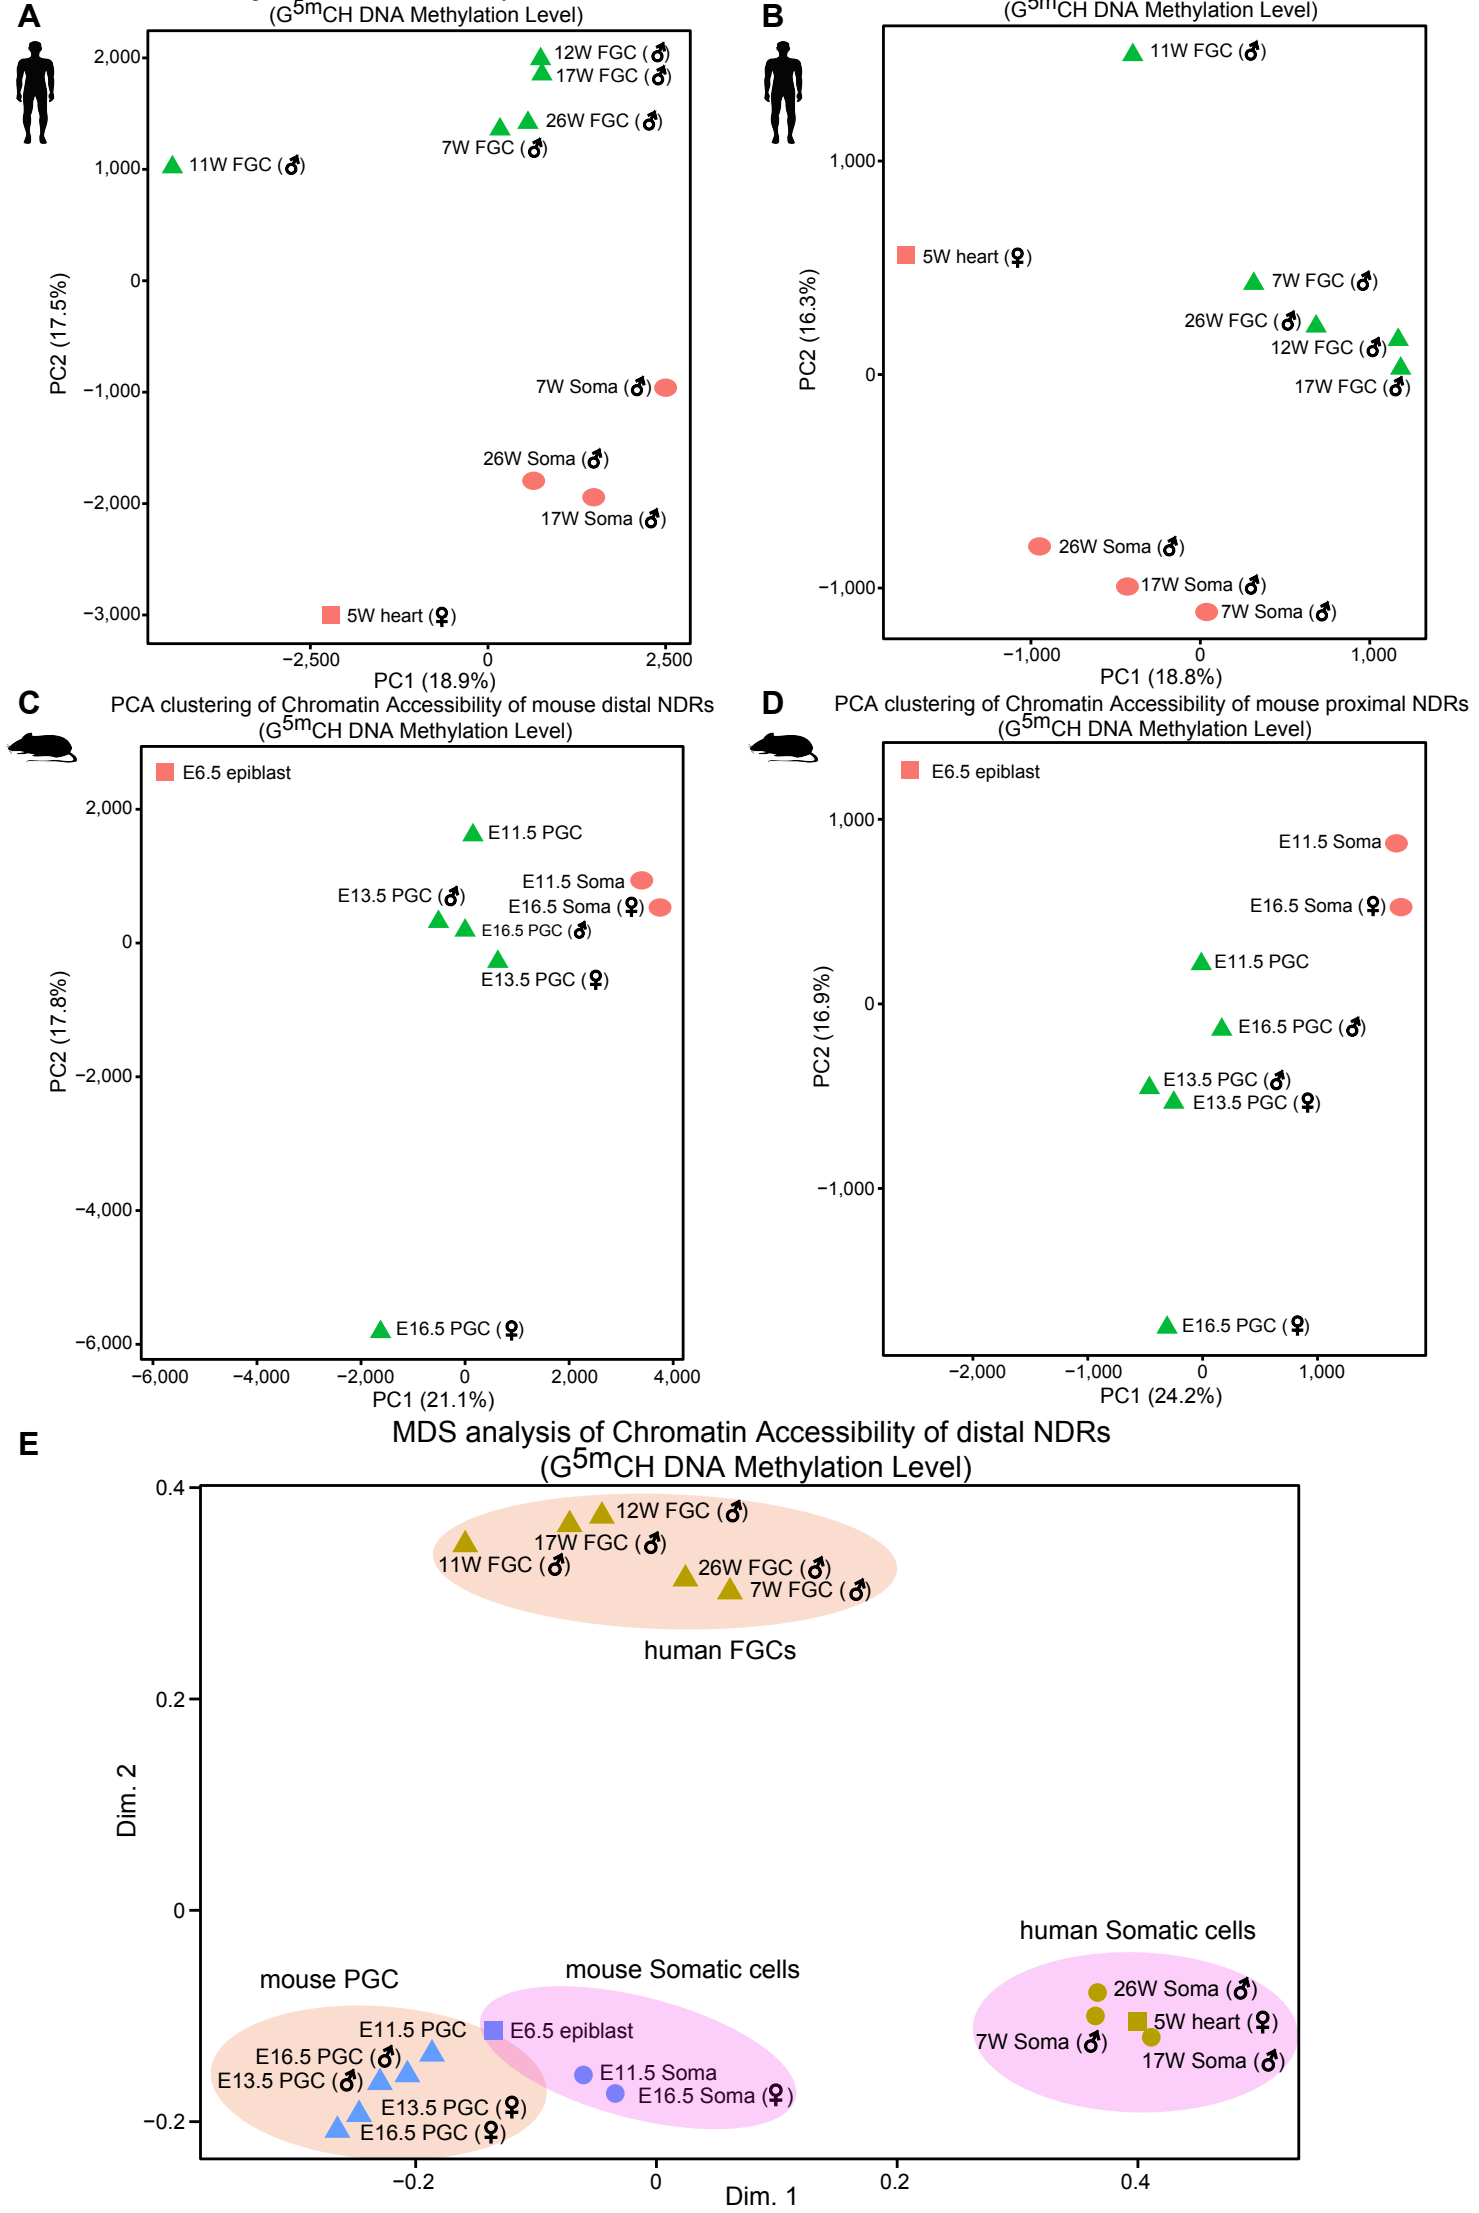 A
(G5mCH DNA Methylation Level)
2,000
1,000
0
−1,000
−2,000
−3,000
PC2 (17.5%)
12W FGC (♂)
17W FGC (♂)
26W FGC (♂)
7W FGC (♂)
11W FGC (♂)
7W Soma (♂)
26W Soma (♂)
17W Soma (♂)
5W heart (♀)
−2,500
0
2,500
PC1 (18.9%)
B
(G5mCH DNA Methylation Level)
1,000
0
−1,000
PC2 (16.3%)
11W FGC (♂)
5W heart (♀)
7W FGC (♂)
26W FGC (♂)
12W FGC (♂)
17W FGC (♂)
26W Soma (♂)
17W Soma (♂)
7W Soma (♂)
−1,000
0
1,000
PC1 (18.8%)
C
PCA clustering of Chromatin Accessibility of mouse distal NDRs
(G5mCH DNA Methylation Level)
2,000
0
−2,000
−4,000
−6,000
PC2 (17.8%)
E6.5 epiblast
E11.5 PGC
E11.5 Soma
E13.5 PGC (♂)
E16.5 Soma (♀)
E16.5 PGC (♂)
E13.5 PGC (♀)
E16.5 PGC (♀)
−6,000
−4,000
−2,000
0
2,000
4,000
PC1 (21.1%)
D
PCA clustering of Chromatin Accessibility of mouse proximal NDRs
(G5mCH DNA Methylation Level)
1,000
0
−1,000
PC2 (16.9%)
E6.5 epiblast
E11.5 Soma
E16.5 Soma (♀)
E11.5 PGC
E16.5 PGC (♂)
E13.5 PGC (♂)
E13.5 PGC (♀)
E16.5 PGC (♀)
−2,000
−1,000
0
1,000
PC1 (24.2%)
E
MDS analysis of Chromatin Accessibility of distal NDRs
(G5mCH DNA Methylation Level)
0.4
0.2
0
−0.2
Dim. 2
12W FGC (♂)
17W FGC (♂)
11W FGC (♂)
26W FGC (♂)
7W FGC (♂)
human FGCs
human Somatic cells
26W Soma (♂)
5W heart (♀)
7W Soma (♂)
17W Soma (♂)
mouse Somatic cells
mouse PGC
E11.5 PGC
E6.5 epiblast
E16.5 PGC (♂)
E13.5 PGC (♂)
E11.5 Soma
E16.5 Soma (♀)
E13.5 PGC (♀)
E16.5 PGC (♀)
−0.2
0
0.2
0.4
Dim. 1